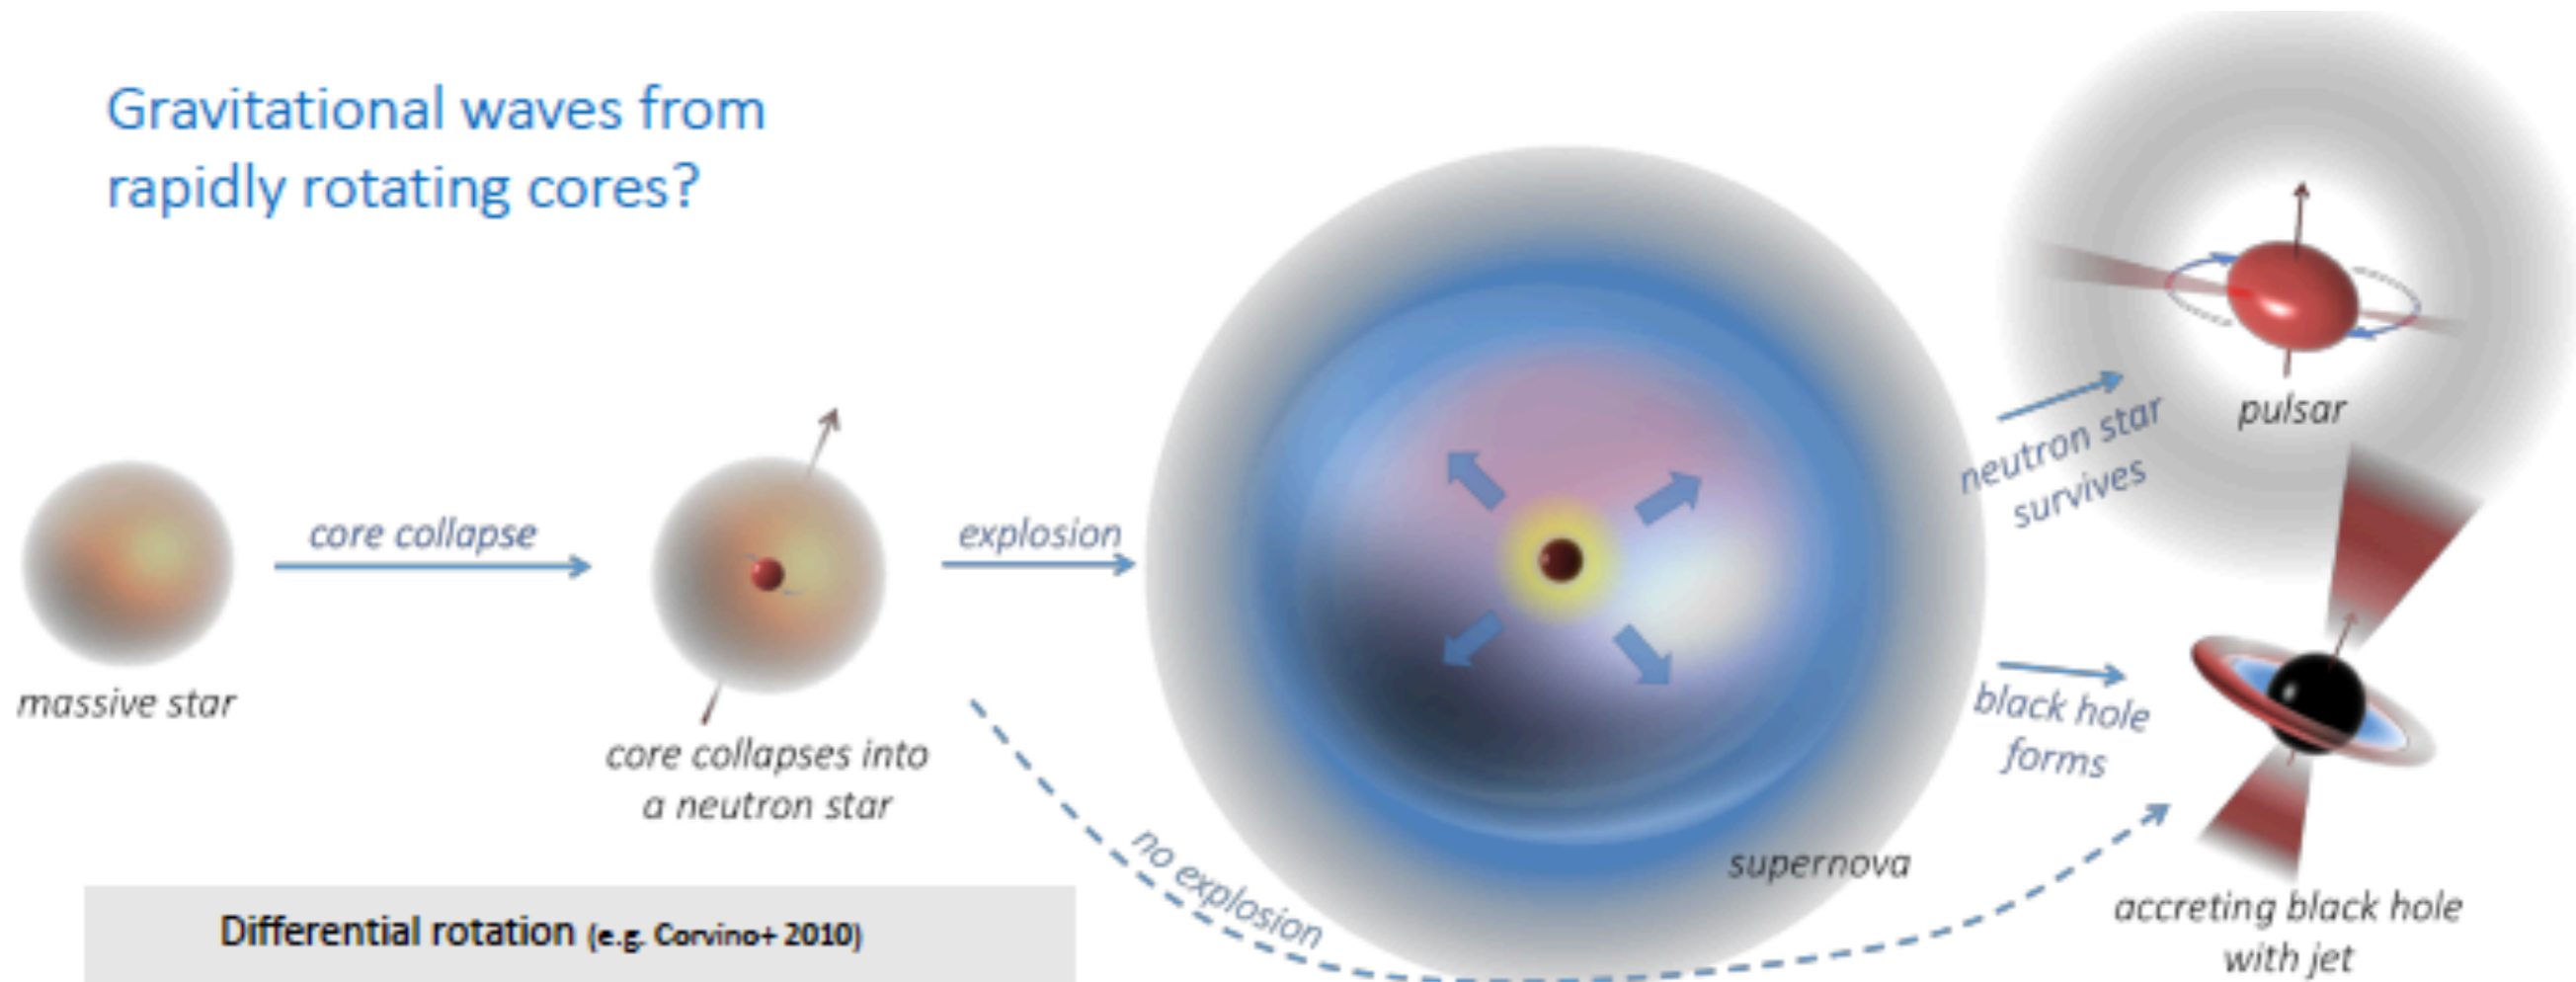 Gravitational waves from
rapidly rotating cores?
massive star
core collapse
core collapses into
a neutron star
explosion
no explosion
supernova
neutron star
survives
pulsar
black hole
forms
accreting black hole
with jet
Differential rotation (e.g. Corvino+ 2010)